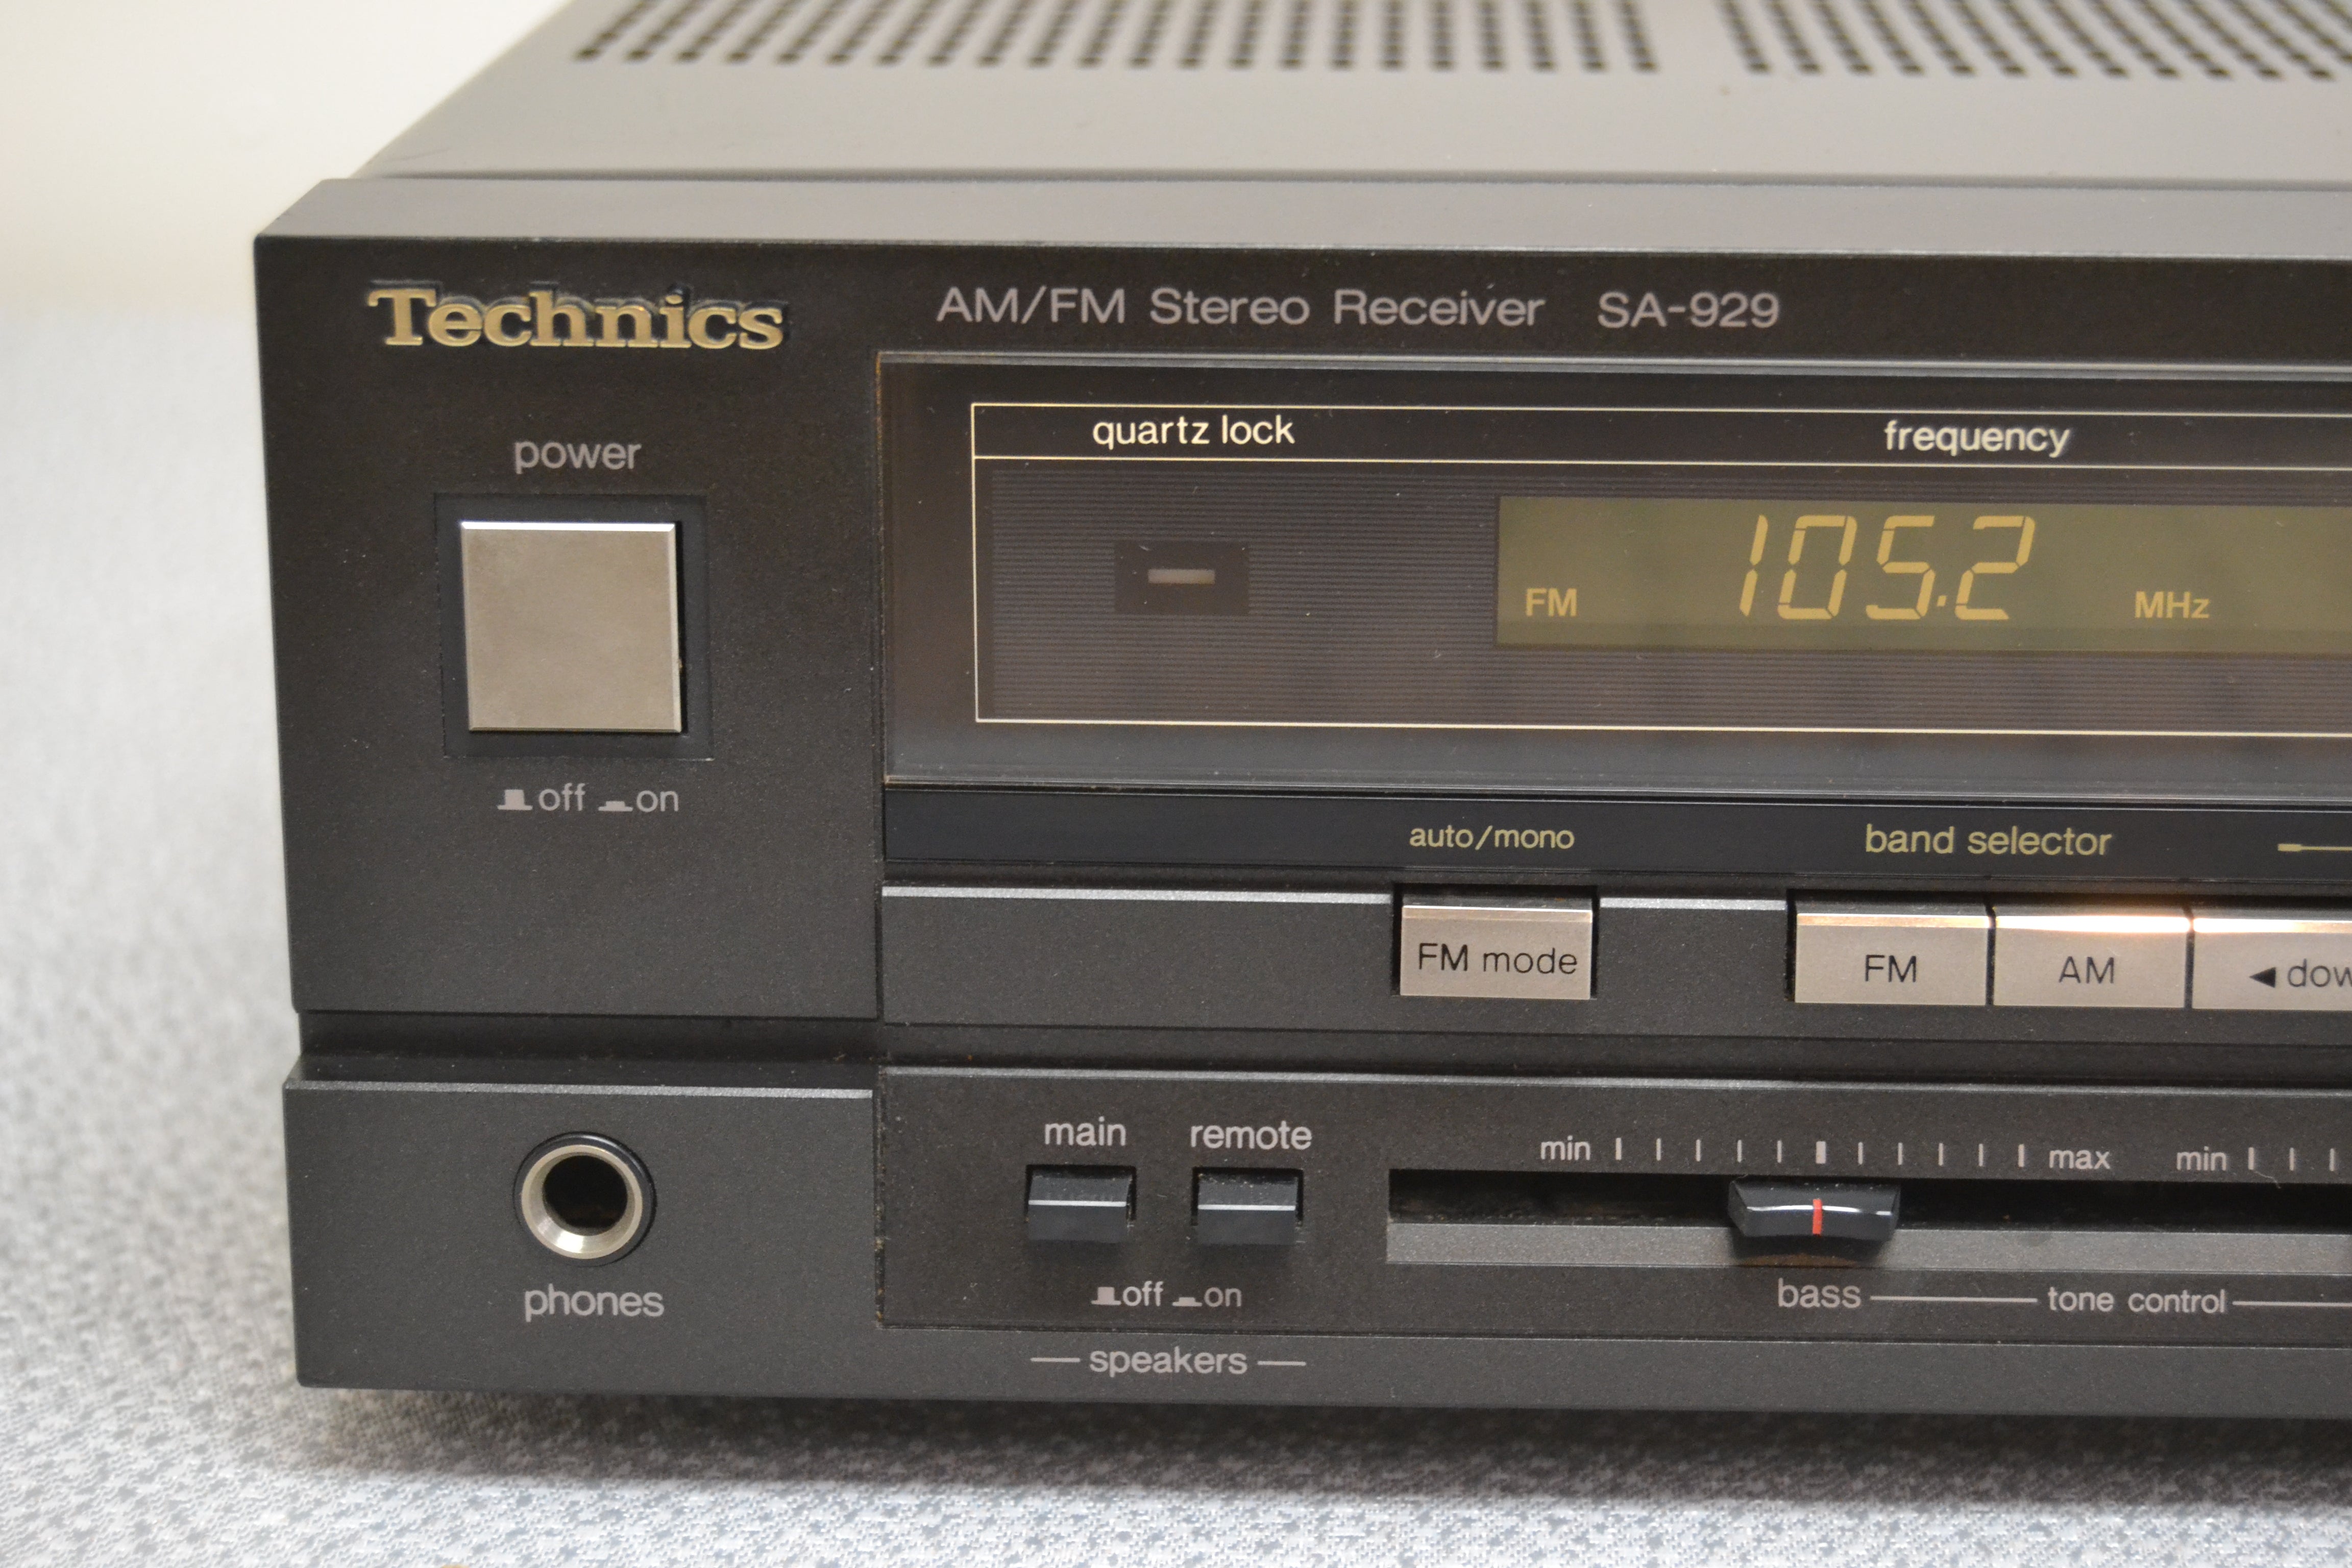 Technics
AM/FM Stereo Receiver SA-929
power
quartz lock
frequency
FM 105.2 MHz
off on
auto/mono
band selector
FM mode
FM
AM
main
remote
min
max
min
off on
bass
tone control
phones
speakers